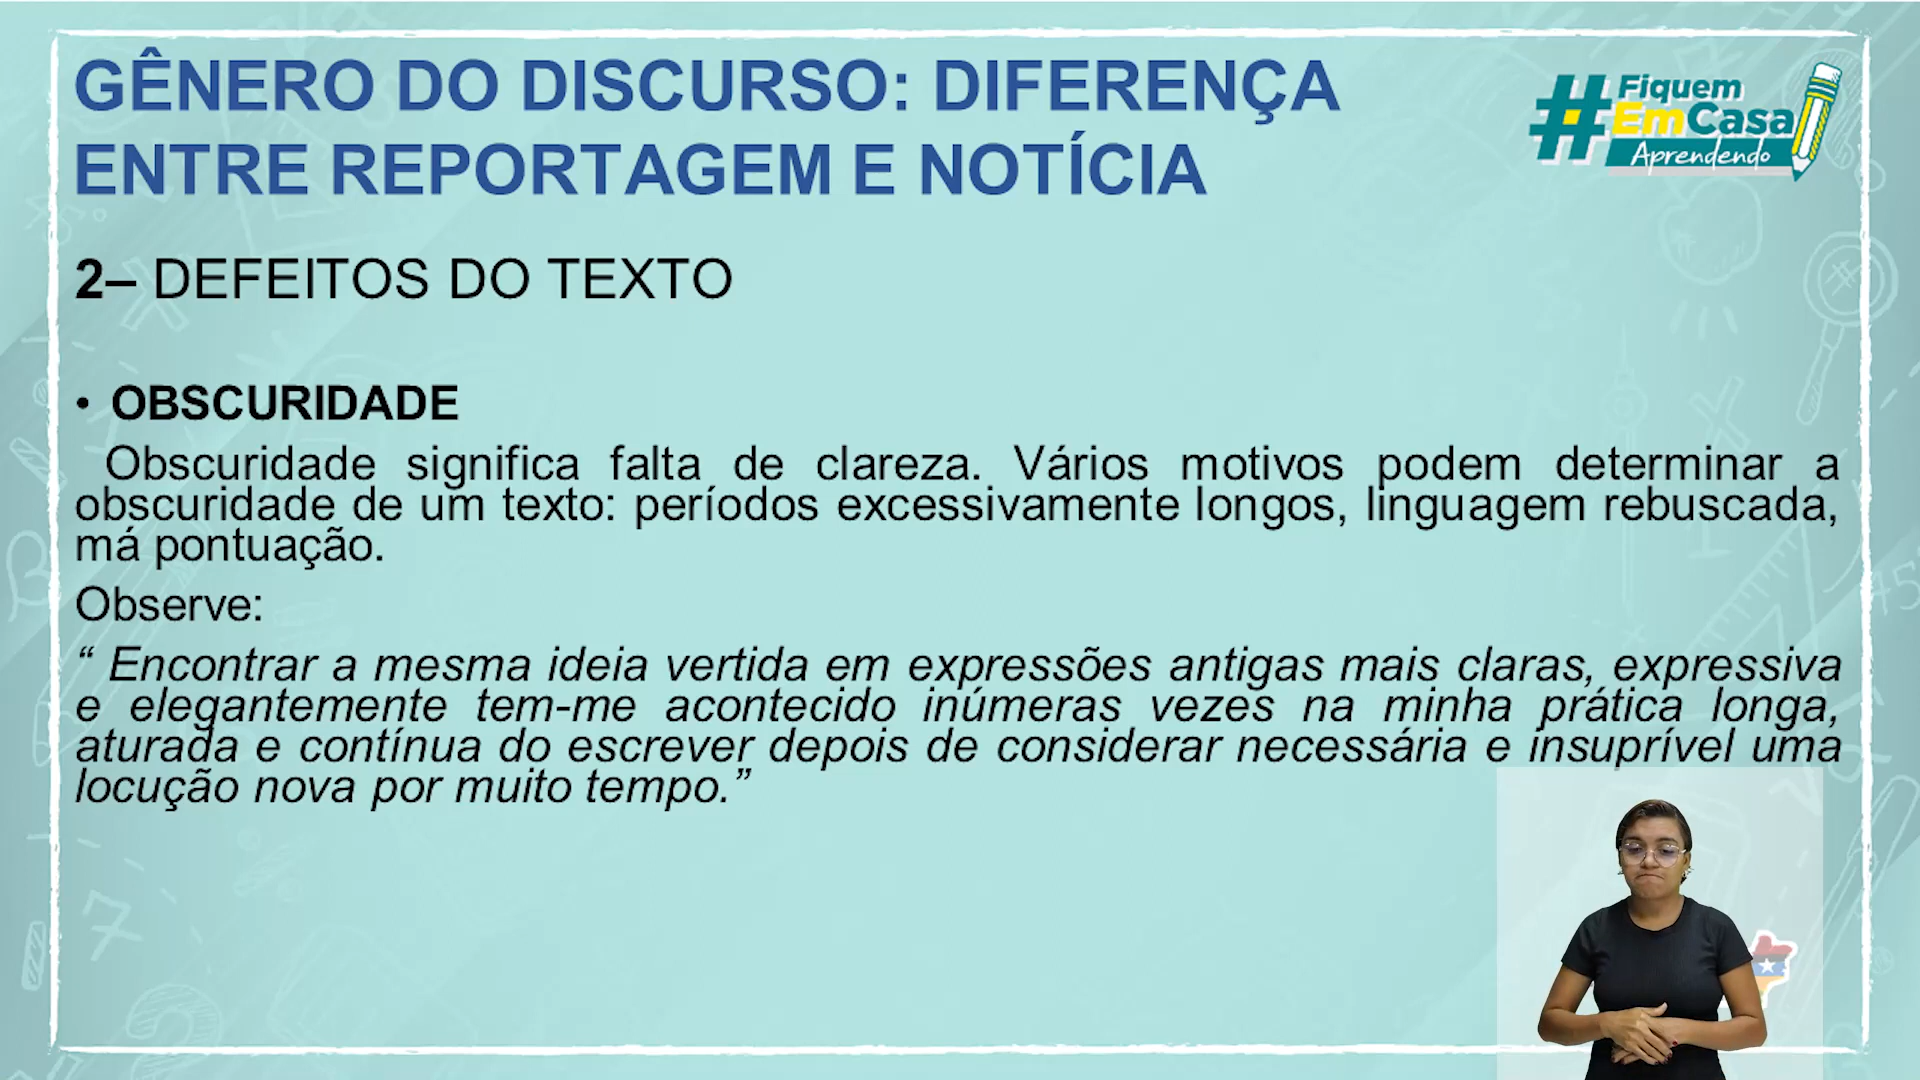 GÊNERO DO DISCURSO: DIFERENÇA
ENTRE REPORTAGEM E NOTÍCIA
#Fiquem
EmCasa
Aprendendo
2– DEFEITOS DO TEXTO
• OBSCURIDADE
Obscuridade significa falta de clareza. Vários motivos podem determinar a
obscuridade de um texto: períodos excessivamente longos, linguagem rebuscada,
má pontuação.
Observe:
“ Encontrar a mesma ideia vertida em expressões antigas mais claras, expressiva
e elegantemente tem-me acontecido inúmeras vezes na minha prática longa,
aturada e contínua do escrever depois de considerar necessária e insuprível uma
locução nova por muito tempo.”